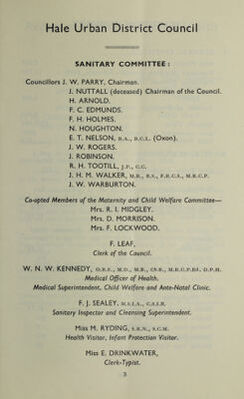 Hale Urban District Council
SANITARY COMMITTEE :
Councillors J. W. PARRY, Chairman.
J. NUTTALL (deceased) Chairman of the Council.
H. ARNOLD.
F. C. EDMUNDS.
F. H. HOLMES.
N. HOUGHTON.
E. T. NELSON, B.A., B.C.L. (Oxon).
J. W. ROGERS.
J. ROBINSON.
R. H. TOOTILL, J.P., C.C.
J. H. M. WALKER, M.B., B.S., F.R.C.S., M.R.C.P.
J. W. WARBURTON.
Co-opted Members of the Maternity and Child Welfare Committee—
Mrs. R. I. MIDGLEY.
Mrs. D. MORRISON.
Mrs. F. LOCKWOOD.
F. LEAF,
Clerk of the Council.
W. N. W. KENNEDY, O.B.E., M.D., M.B., D.P.H.
Medical Officer of Health.
Medical Superintendent, Child Welfare and Ante-Natal Clinic.
F. J. SEALEY, M.S.I.A., C.S.I.B.
Sanitary Inspector and Cleansing Superintendent.
Miss M. RYDING, S.R.N., S.C.M.
Health Visitor, Infant Protection Visitor.
Miss E. DRINKWATER,
Clerk-Typist.
3